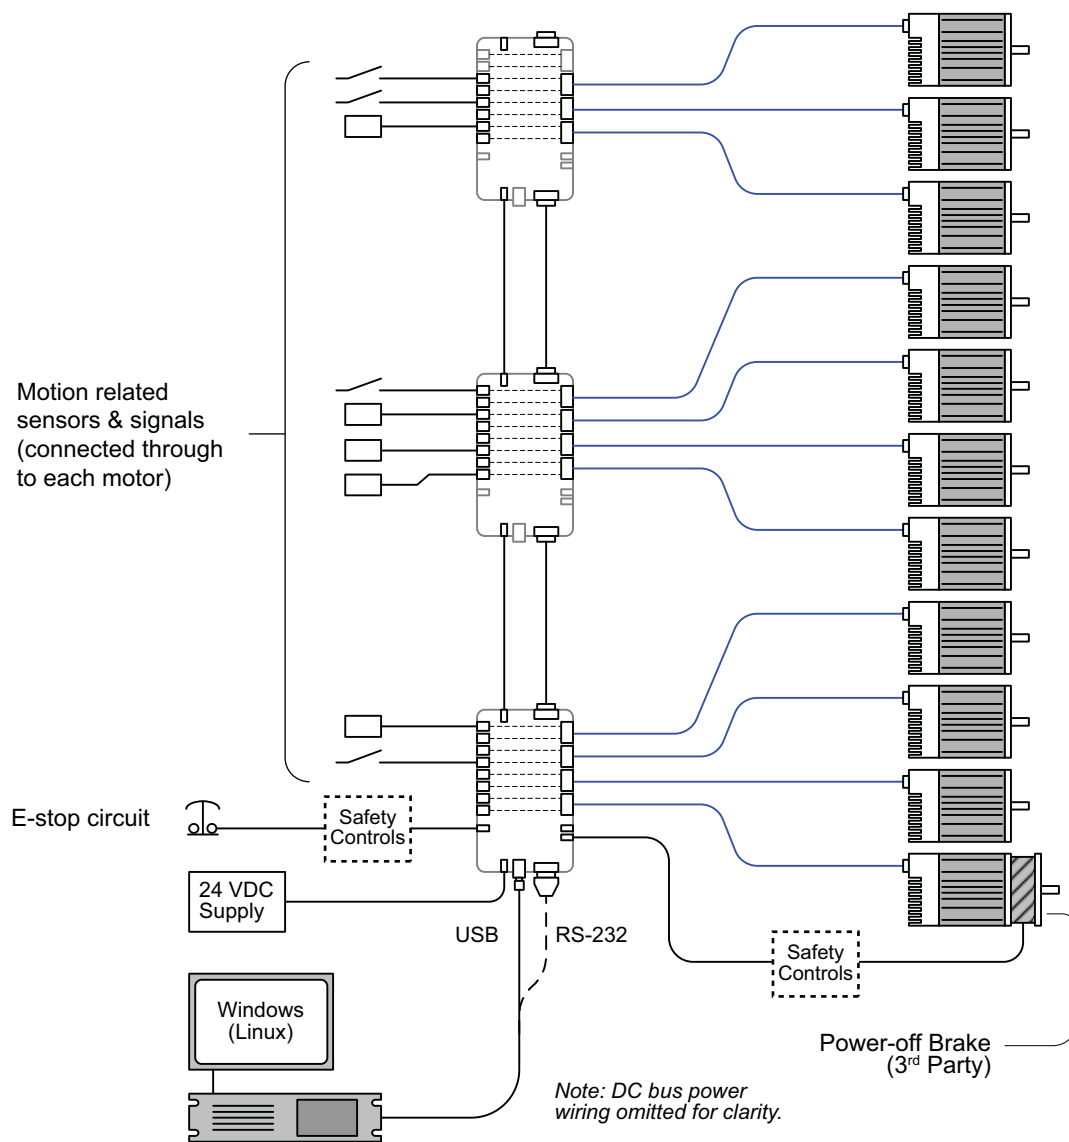 Motion related
sensors & signals
(connected through
to each motor)
E-stop circuit
Safety
Controls
24 VDC
Supply
USB
RS-232
Safety
Controls
Windows
(Linux)
Power-off Brake
(3rd Party)
Note: DC bus power
wiring omitted for clarity.